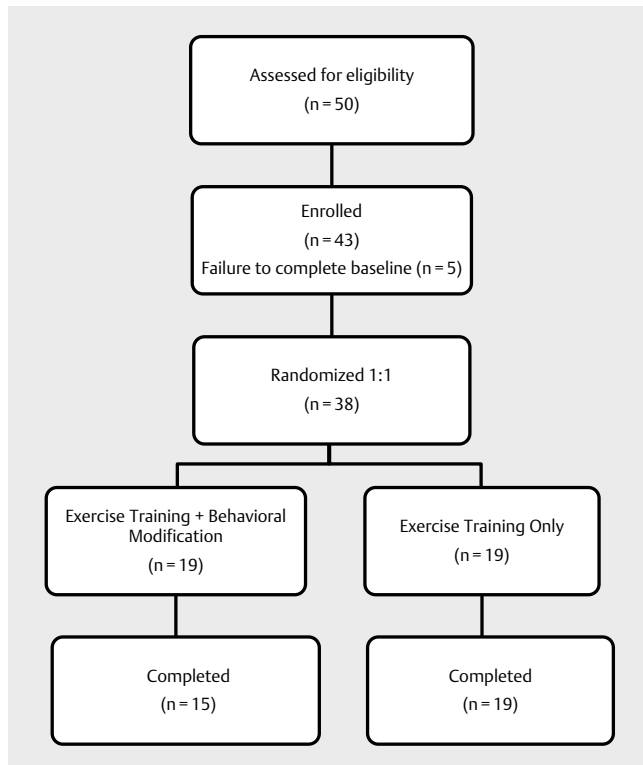 Assessed for eligibility
(n = 50)
Enrolled
(n = 43)
Failure to complete baseline (n = 5)
Randomized 1:1
(n = 38)
Exercise Training + Behavioral
Modification
(n = 19)
Exercise Training Only
(n = 19)
Completed
(n = 15)
Completed
(n = 19)